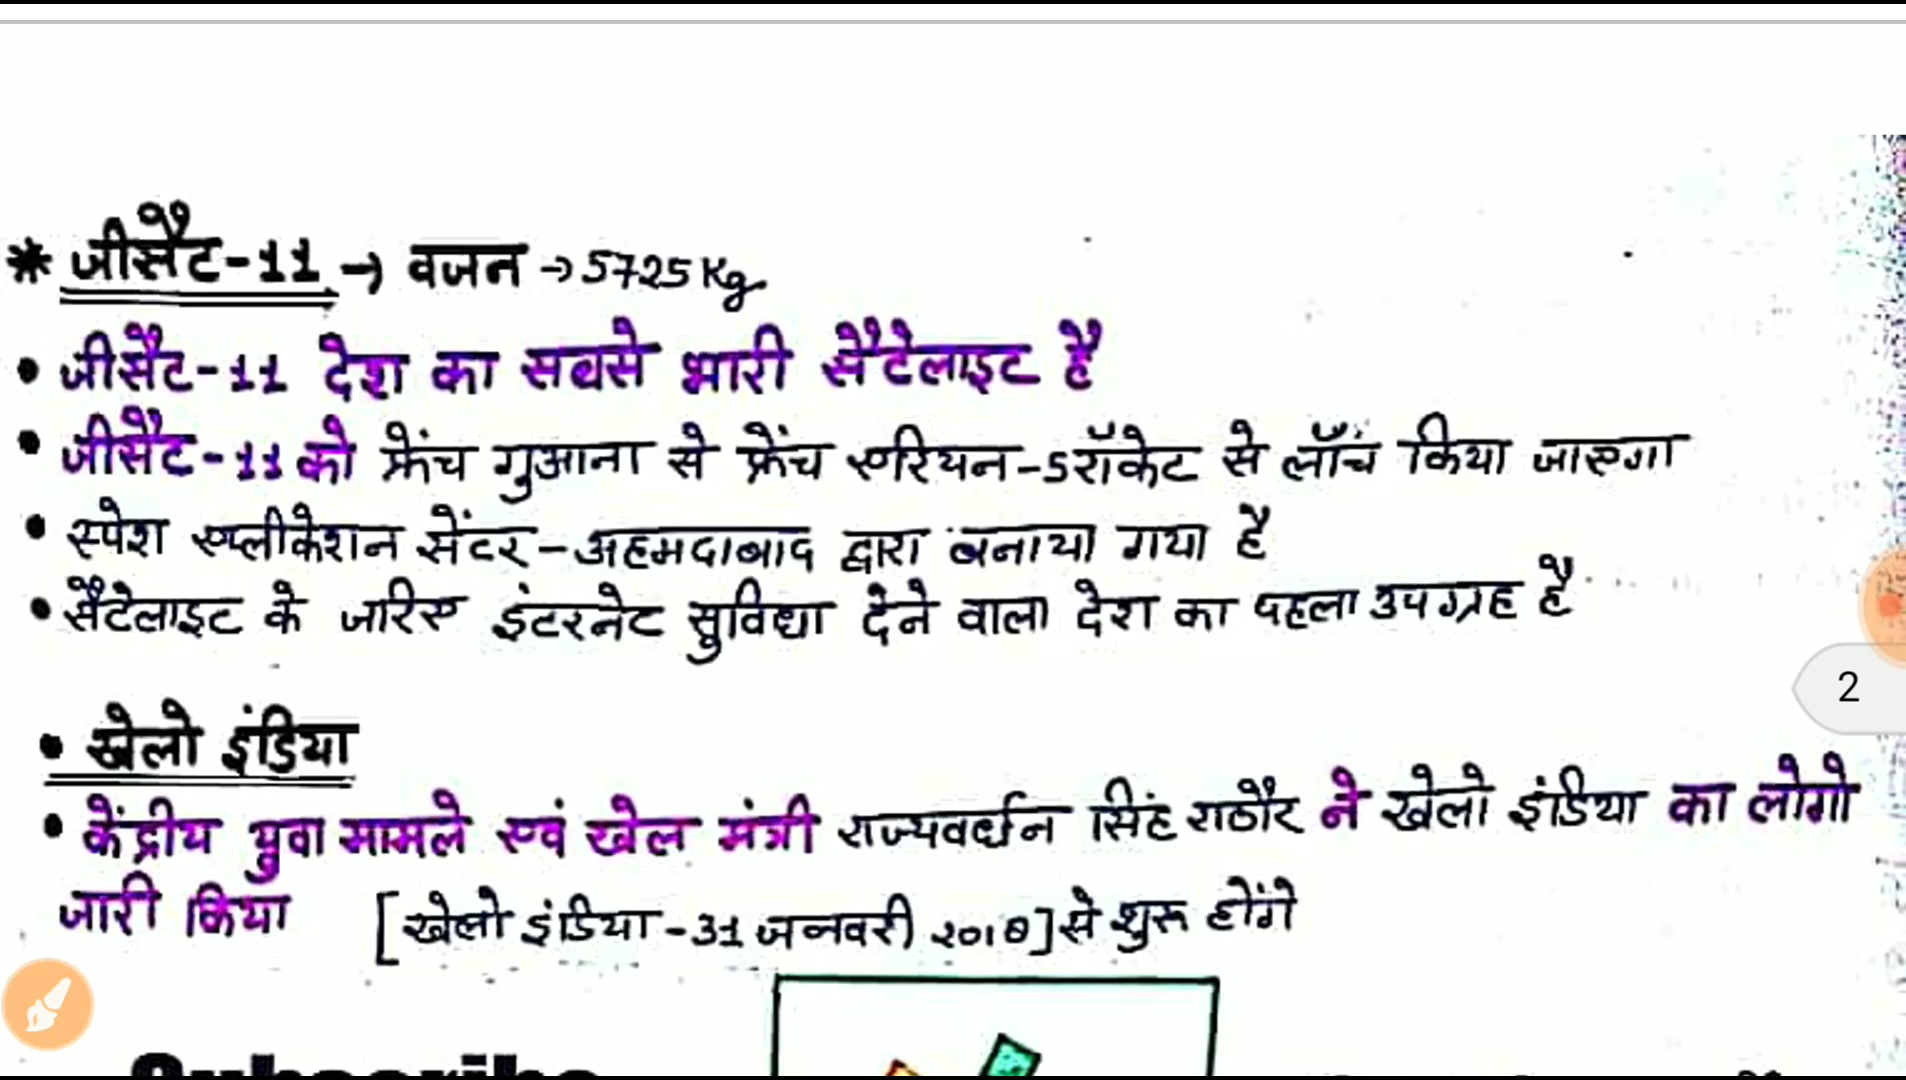 * जीसैट-11 → वजन → 5725 Kg
• जीसैट-11 देश का सबसे भारी सैटेलाइट है
• जीसैट-11 को फ्रेंच गुआना से फ्रेंच एरियन-5 रॉकेट से लॉंच किया जाएगा
• स्पेश एप्लीकेशन सेंटर - अहमदाबाद द्वारा बनाया गया है
• सैटेलाइट के जरिए इंटरनेट सुविधा देने वाला देश का पहला उपग्रह है
2
• खेलो इंडिया
• केंद्रीय युवा मामले एवं खेल मंत्री राज्यवर्धन सिंह राठौर ने खेलो इंडिया का लोगो
जारी किया [खेलो इंडिया - 31 जनवरी 2018] से शुरू होंगे
Subscribe